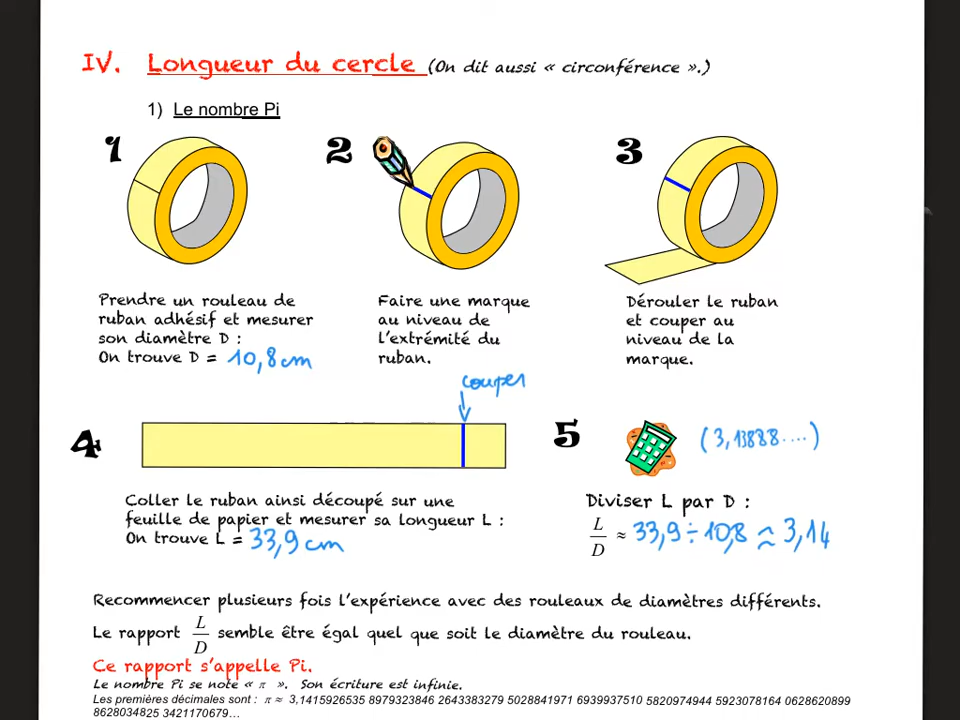 IV. Longueur du cercle (On dit aussi « circonférence ».)
1) Le nombre Pi
1
2
3
Prendre un rouleau de
ruban adhésif et mesurer
son diamètre D :
On trouve D = 10,8 cm
Faire une marque
au niveau de
l'extrémité du
ruban.
Dérouler le ruban
et couper au
niveau de la
marque.
couper
4
5
(3,13888....)
Coller le ruban ainsi découpé sur une
feuille de papier et mesurer sa longueur L :
On trouve L = 33,9 cm
Diviser L par D :
L/D ≈ 33,9 ÷ 10,8 ≈ 3,14
Recommencer plusieurs fois l'expérience avec des rouleaux de diamètres différents.
Le rapport L/D semble être égal quel que soit le diamètre du rouleau.
Ce rapport s'appelle Pi.
Le nombre Pi se note « π ». Son écriture est infinie.
Les premières décimales sont : π ≈ 3,1415926535 8979323846 2643383279 5028841971 6939937510 5820974944 5923078164 0628620899
8628034825 3421170679…